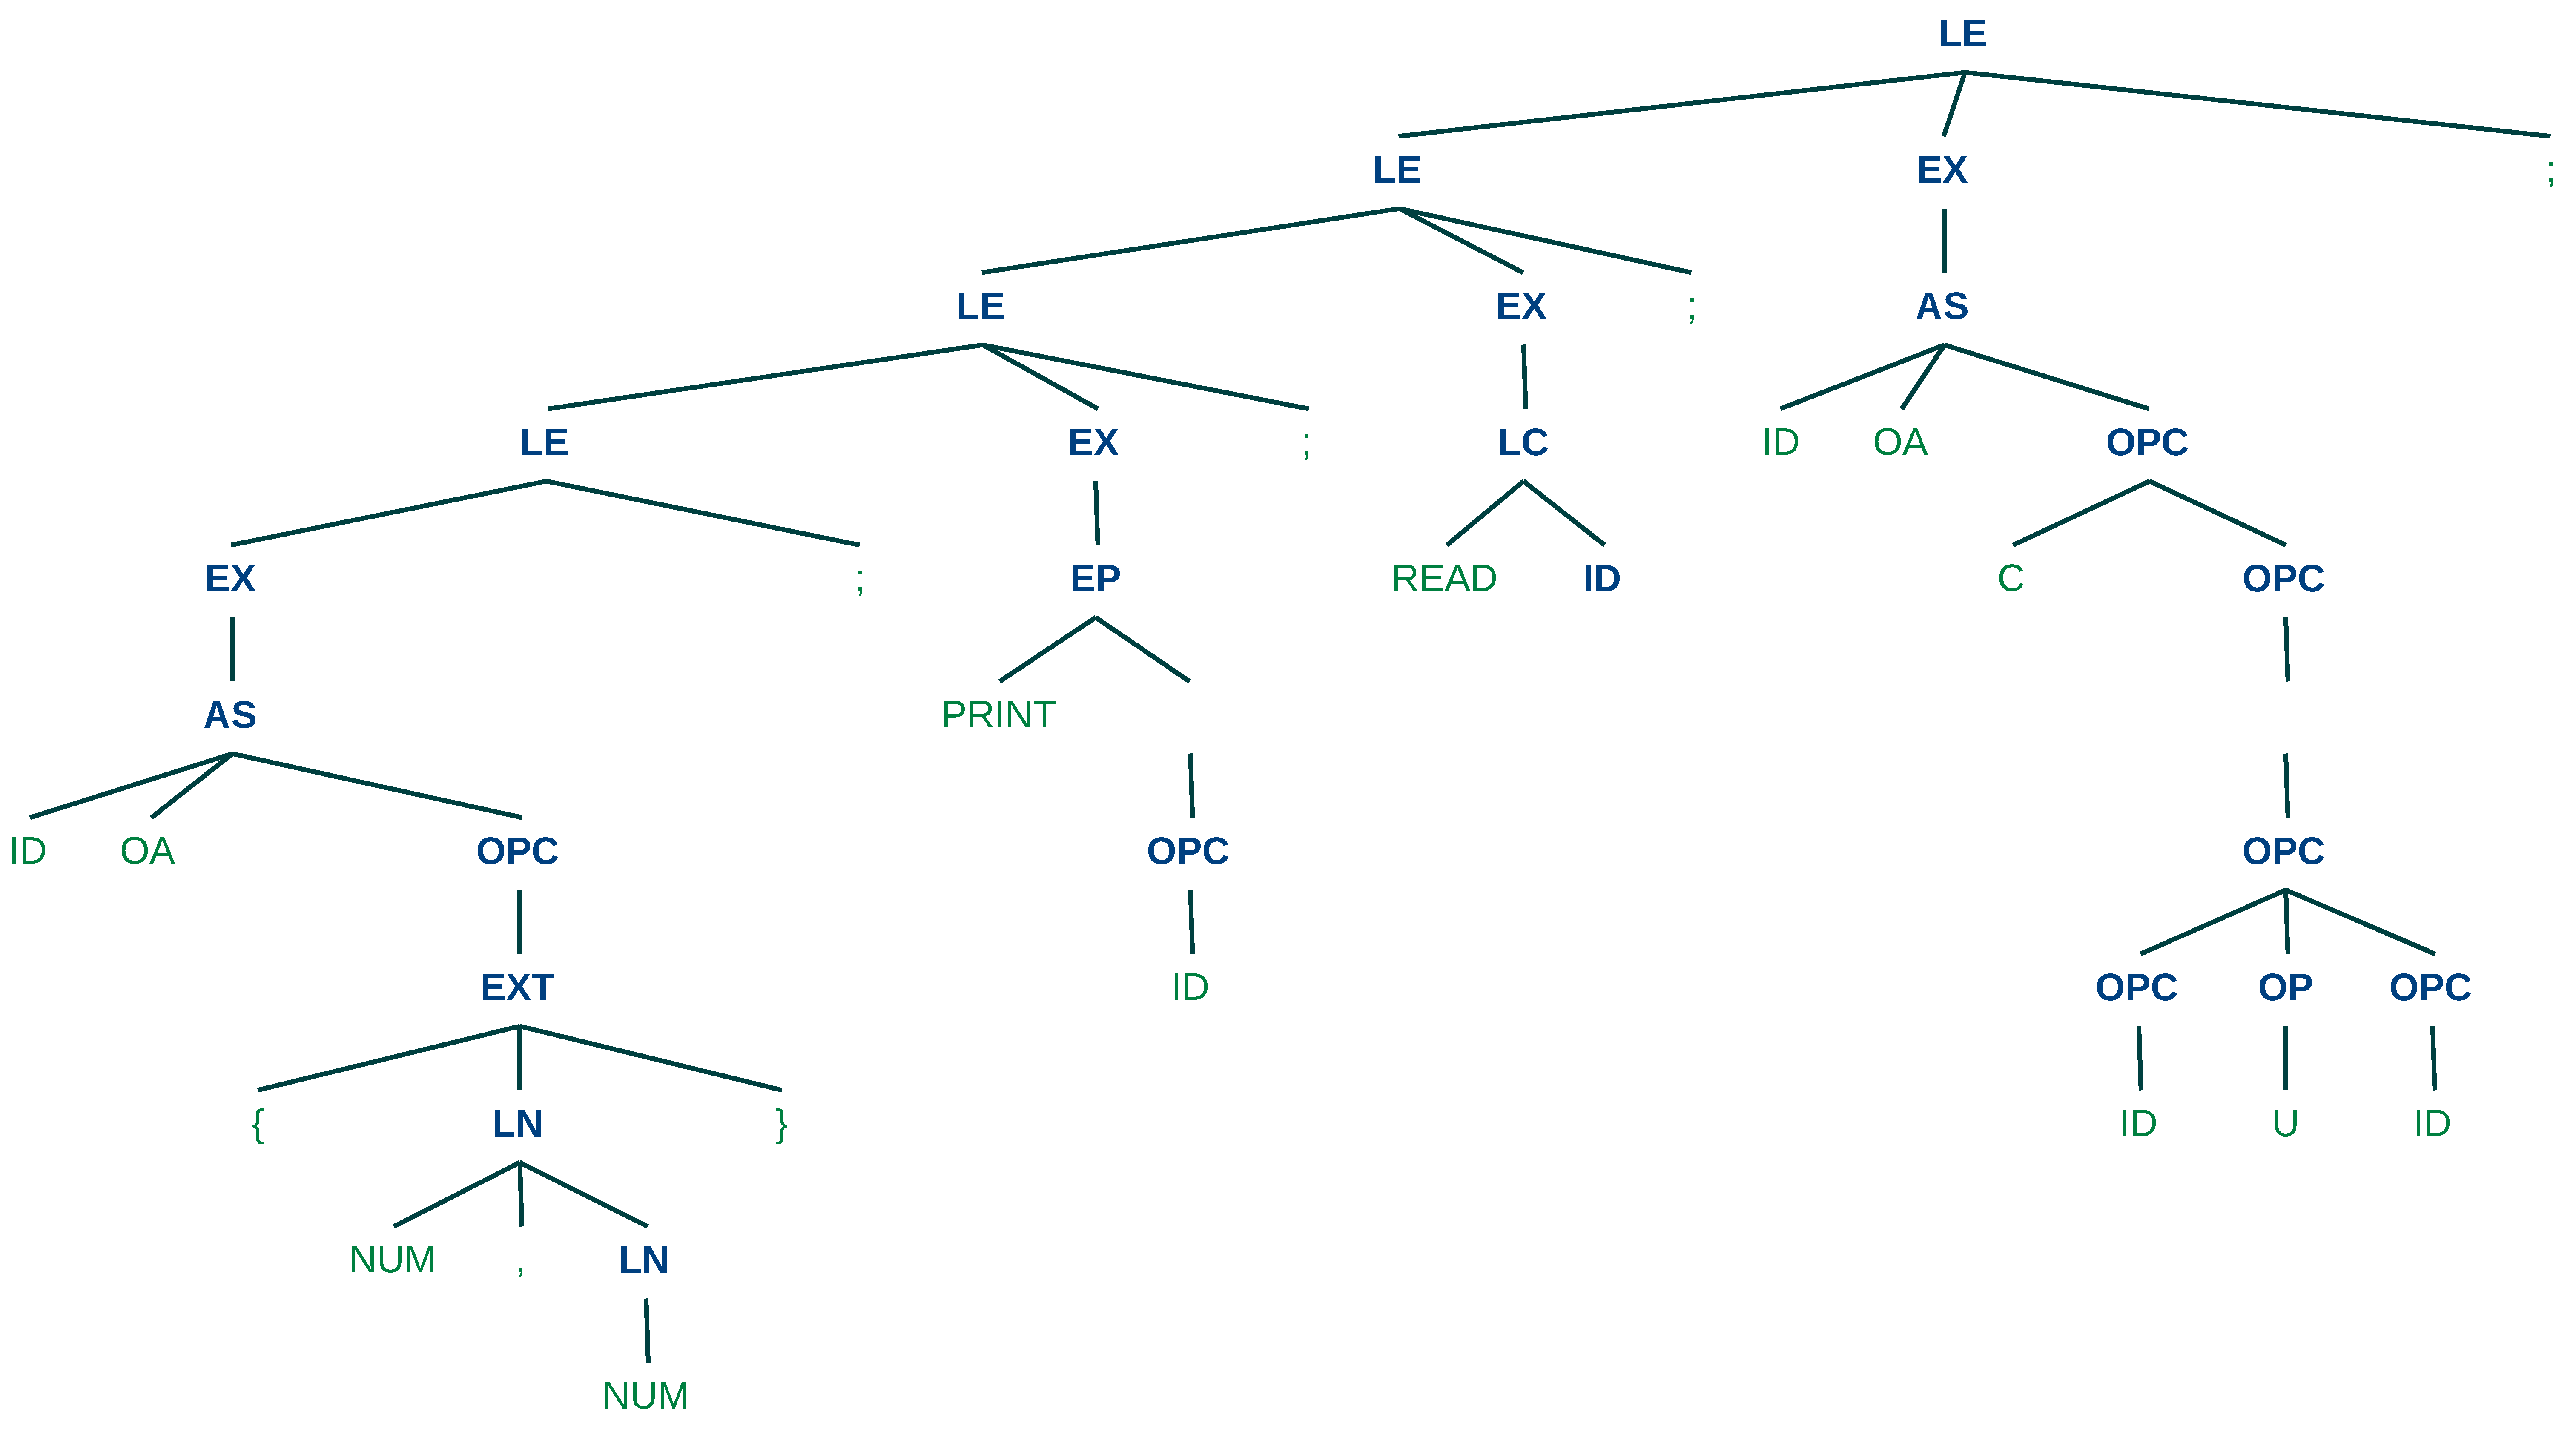 LE
LE EX ;
LE EX ; AS
LE EX ; LC ID OA OPC
EX ; EP READ ID C OPC
AS PRINT
ID OA OPC OPC OPC
EXT ID OPC OP OPC
{ LN } ID U ID
NUM , LN
NUM